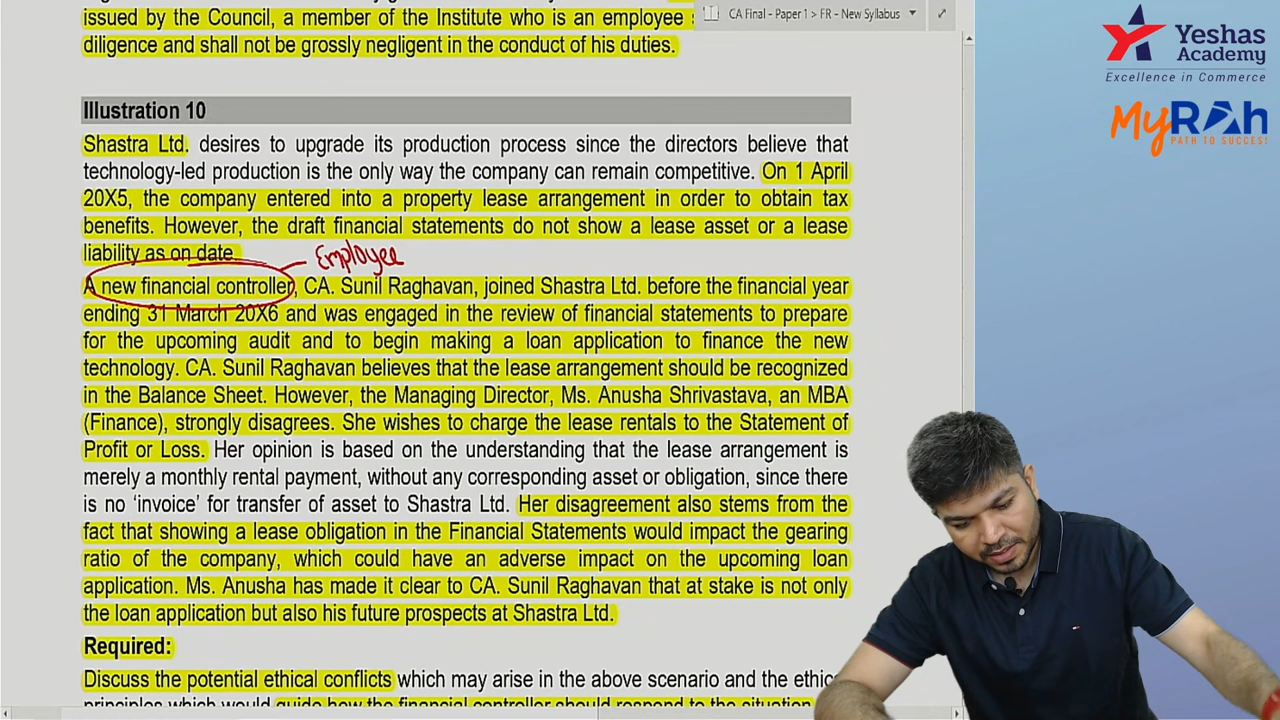 issued by the Council, a member of the Institute who is an employee
diligence and shall not be grossly negligent in the conduct of his duties.
CA Final - Paper 1 > FR - New Syllabus
Yeshas
Academy
Excellence in Commerce
MyRAh
PATH TO SUCCESS
Illustration 10
Shastra Ltd. desires to upgrade its production process since the directors believe that
technology-led production is the only way the company can remain competitive. On 1 April
20X5, the company entered into a property lease arrangement in order to obtain tax
benefits. However, the draft financial statements do not show a lease asset or a lease
liability as on date.
Employee
A new financial controller, CA. Sunil Raghavan, joined Shastra Ltd. before the financial year
ending 31 March 20X6 and was engaged in the review of financial statements to prepare
for the upcoming audit and to begin making a loan application to finance the new
technology. CA. Sunil Raghavan believes that the lease arrangement should be recognized
in the Balance Sheet. However, the Managing Director, Ms. Anusha Shrivastava, an MBA
(Finance), strongly disagrees. She wishes to charge the lease rentals to the Statement of
Profit or Loss. Her opinion is based on the understanding that the lease arrangement is
merely a monthly rental payment, without any corresponding asset or obligation, since there
is no ‘invoice’ for transfer of asset to Shastra Ltd. Her disagreement also stems from the
fact that showing a lease obligation in the Financial Statements would impact the gearing
ratio of the company, which could have an adverse impact on the upcoming loan
application. Ms. Anusha has made it clear to CA. Sunil Raghavan that at stake is not only
the loan application but also his future prospects at Shastra Ltd.
Required:
Discuss the potential ethical conflicts which may arise in the above scenario and the
principles which would guide how the financial controller should respond to the situation